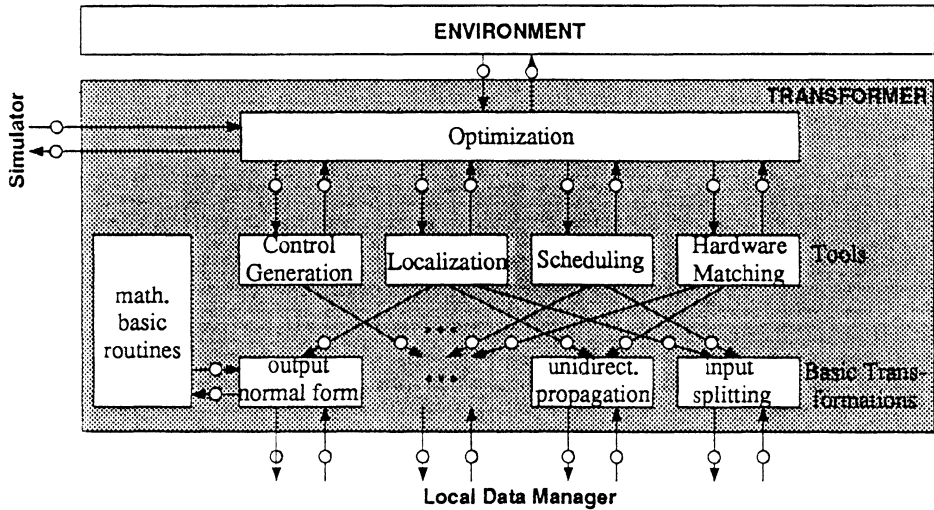 ENVIRONMENT
TRANSFORMER
Simulator
Optimization
Control
Generation
Localization
Scheduling
Hardware
Matching
Tools
math.
basic
routines
output
normal form
unidirect.
propagation
input
splitting
Basic Trans-
formations
Local Data Manager